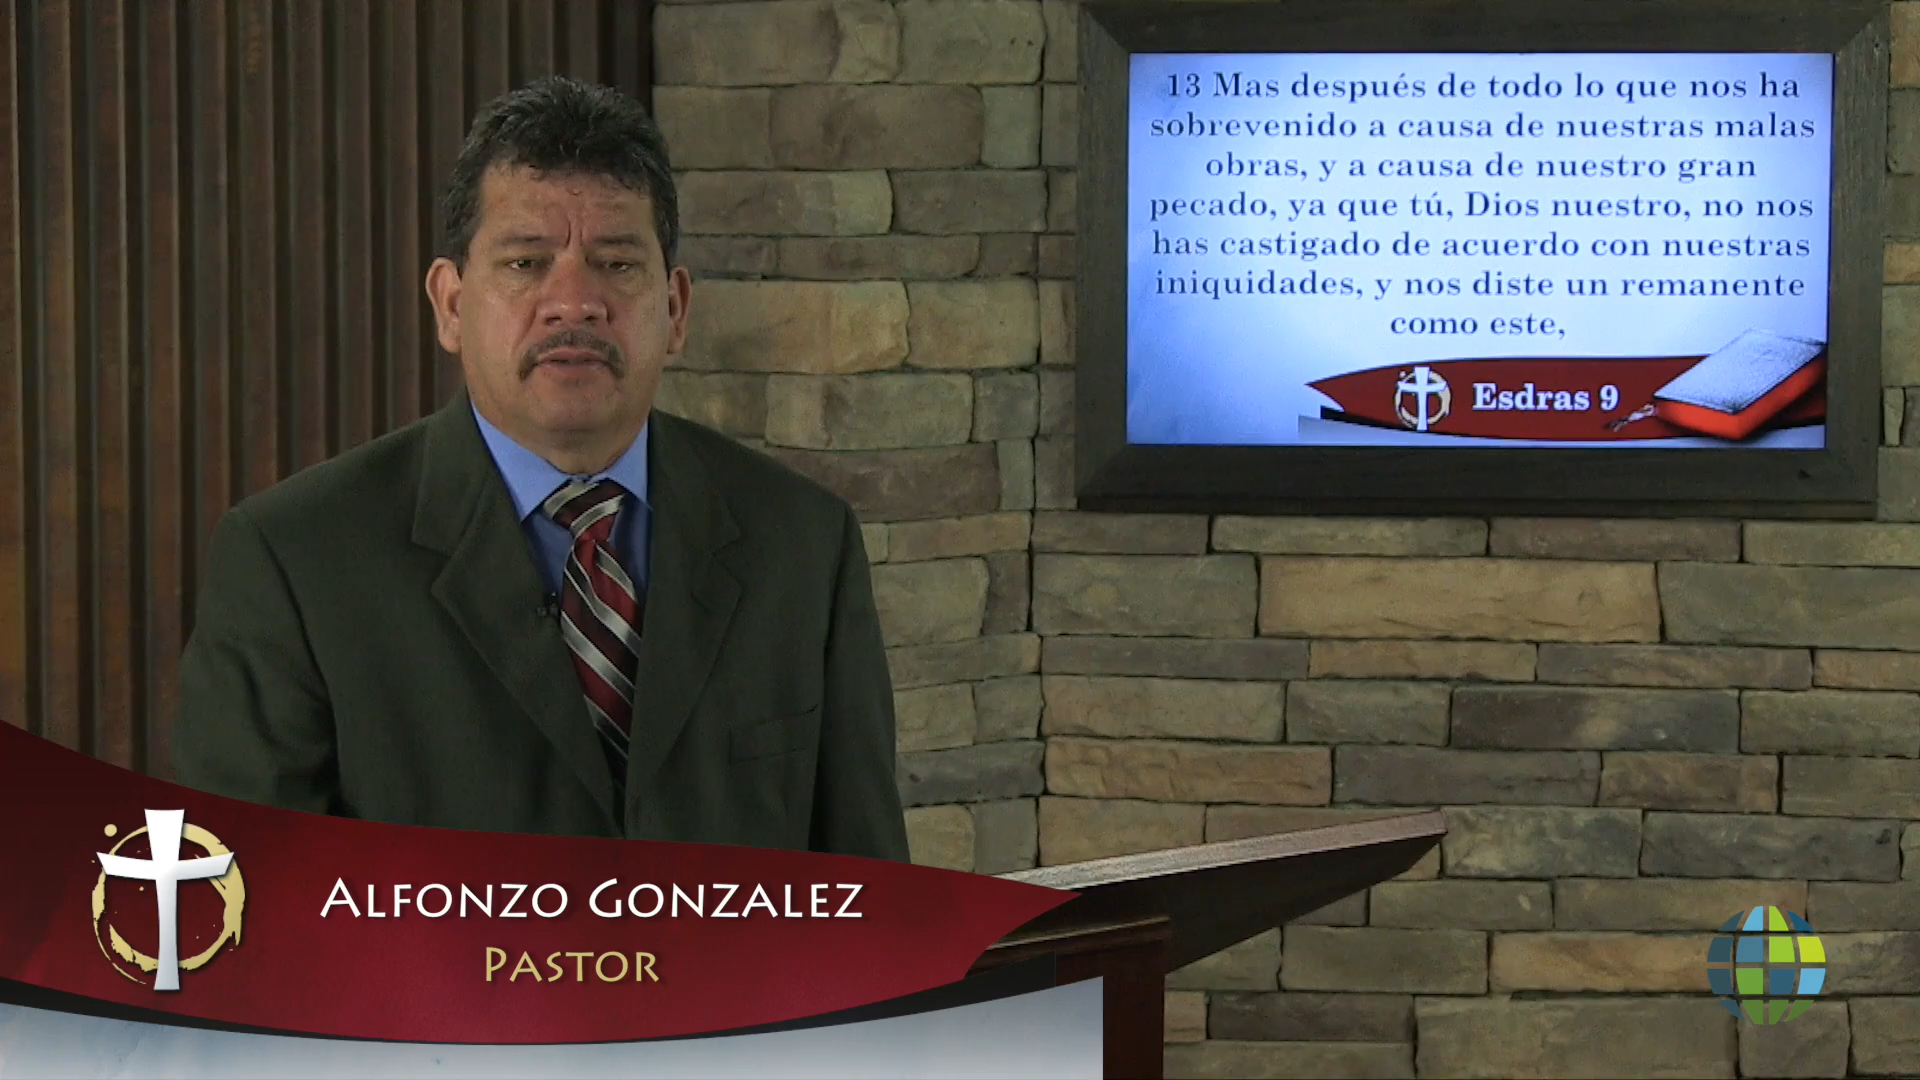 13 Mas después de todo lo que nos ha
sobrevenido a causa de nuestras malas
obras, y a causa de nuestro gran
pecado, ya que tú, Dios nuestro, no nos
has castigado de acuerdo con nuestras
iniquidades, y nos diste un remanente
como este,
Esdras 9
ALFONZO GONZALEZ
PASTOR